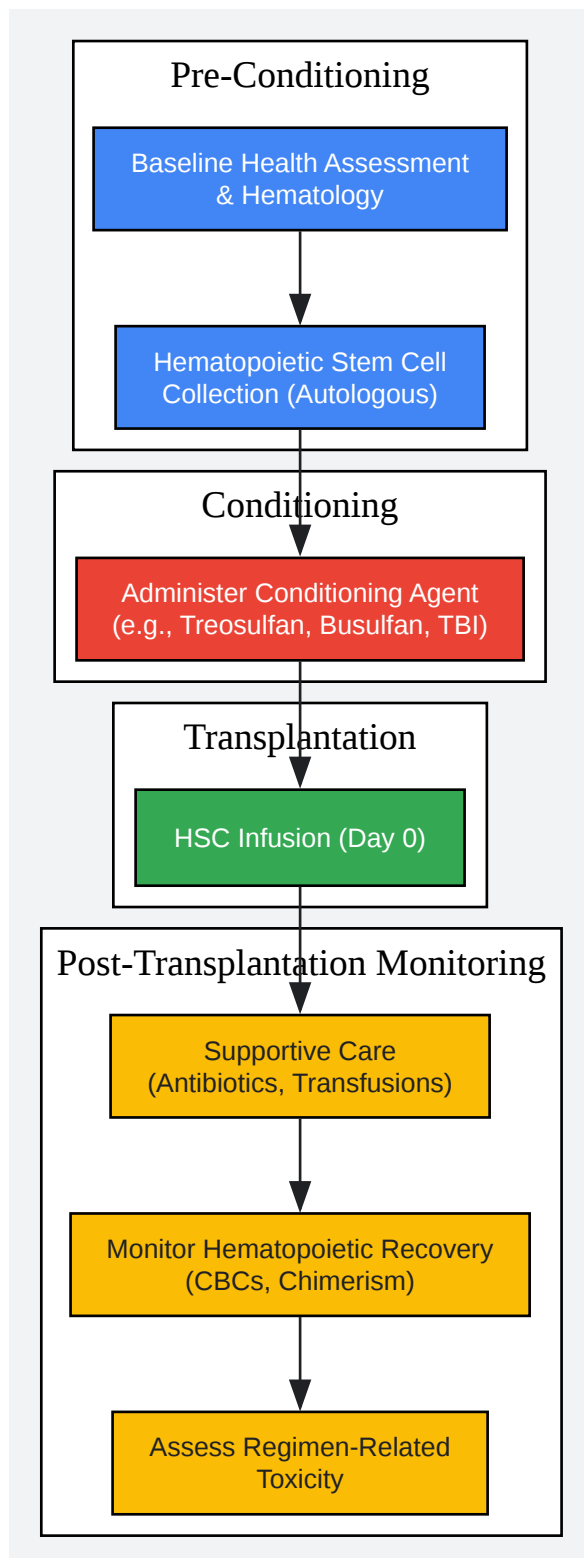 Pre-Conditioning
Baseline Health Assessment
& Hematology
Hematopoietic Stem Cell
Collection (Autologous)
Conditioning
Administer Conditioning Agent
(e.g., Treosulfan, Busulfan, TBI)
Transplantation
HSC Infusion (Day 0)
Post-Transplantation Monitoring
Supportive Care
(Antibiotics, Transfusions)
Monitor Hematopoietic Recovery
(CBCs, Chimerism)
Assess Regimen-Related
Toxicity